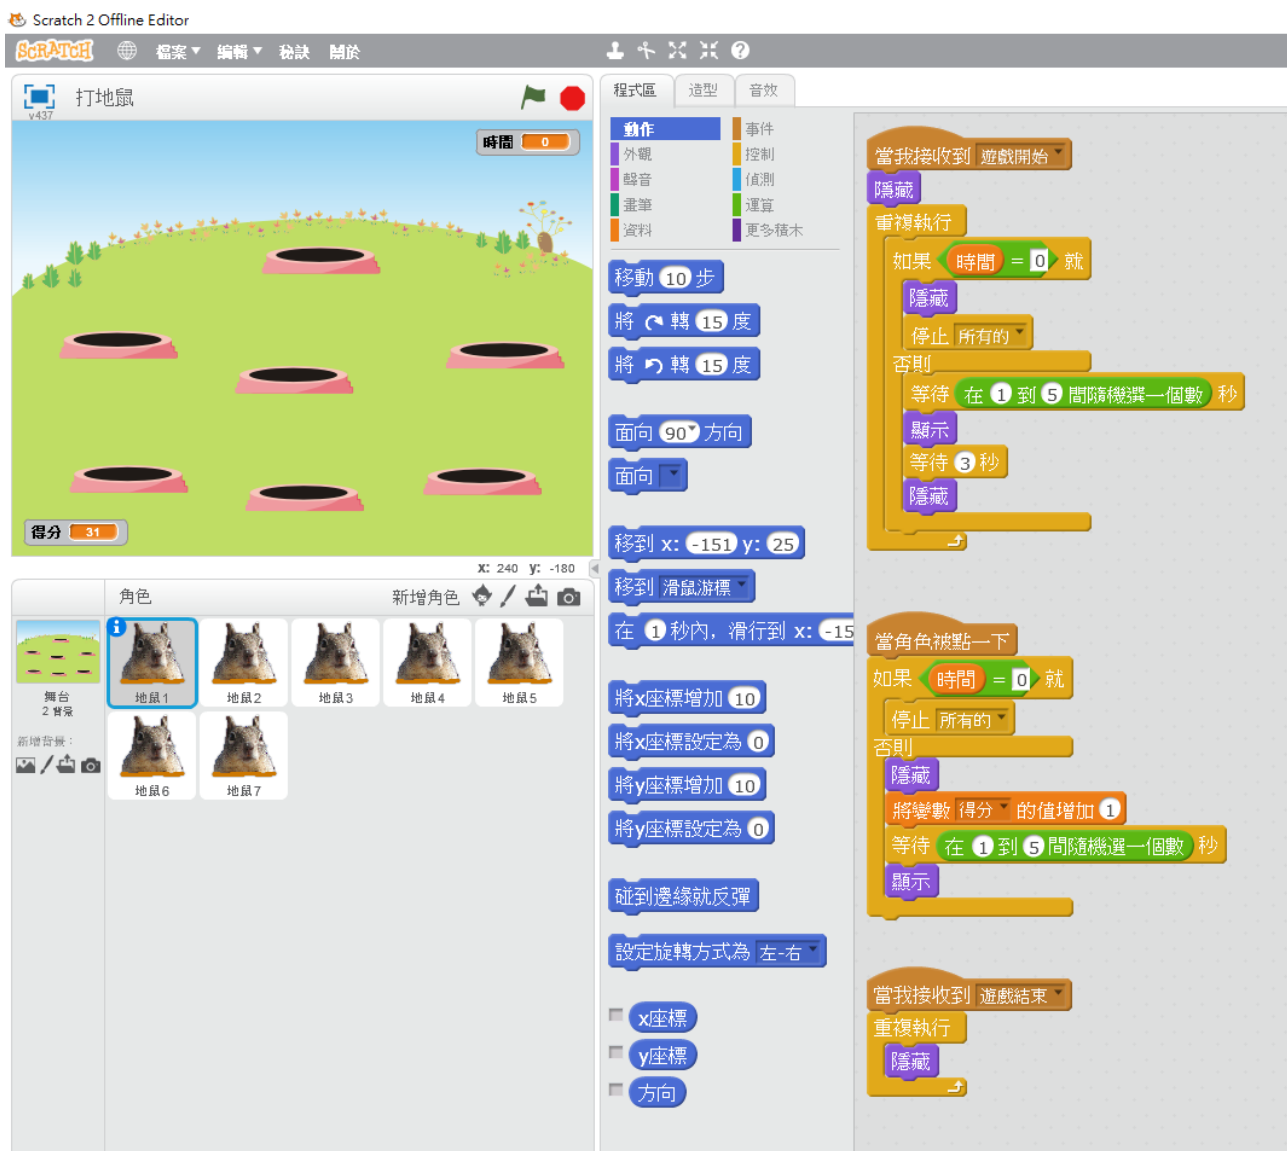 Scratch 2 Offline Editor
SCRATCH 檔案 編輯 秘訣 關於
打地鼠
v437
時間 0
得分 31
x: 240 y: -180
角色 新增角色
舞台
2 背景
新增背景：
地鼠1 地鼠2 地鼠3 地鼠4 地鼠5
地鼠6 地鼠7
程式區 造型 音效
動作 事件
外觀 控制
聲音 偵測
畫筆 運算
資料 更多積木
移動 10 步
將 轉 15 度
將 轉 15 度
面向 90 方向
面向
移到 x: -151 y: 25
移到 滑鼠游標
在 1 秒內, 滑行到 x: -15
將x座標增加 10
將x座標設定為 0
將y座標增加 10
將y座標設定為 0
碰到邊緣就反彈
設定旋轉方式為 左-右
x座標
y座標
方向
當我接收到 遊戲開始
隱藏
重複執行
如果 時間 = 0 就
隱藏
停止 所有的
否則
等待 在 1 到 5 間隨機選一個數 秒
顯示
等待 3 秒
隱藏
當角色被點一下
如果 時間 = 0 就
停止 所有的
否則
隱藏
將變數 得分 的值增加 1
等待 在 1 到 5 間隨機選一個數 秒
顯示
當我接收到 遊戲結束
重複執行
隱藏